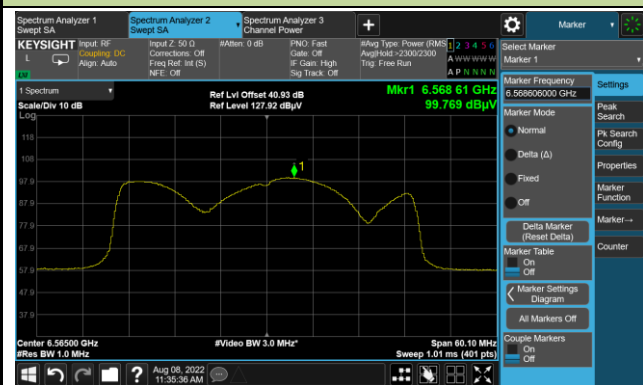 Spectrum Analyzer 1
Swept SA
Spectrum Analyzer 2
Swept SA
Spectrum Analyzer 3
Channel Power
+
Marker
KEYSIGHT
L
Input: RF
Coupling: DC
Align: Auto
Input Z: 50 Ω
Corrections: Off
Freq Ref: Int (S)
NFE: Off
#Atten: 0 dB
PNO: Fast
Gate: Off
IF Gain: High
Sig Track: Off
#Avg Type: Power (RMS
Avg|Hold:>2300/2300
Trig: Free Run
1 2 3 4 5 6
A W W W W W
A P N N N N
Select Marker
Marker 1
1 Spectrum
Scale/Div 10 dB
Log
Ref Lvl Offset 40.93 dB
Ref Level 127.92 dBµV
Mkr1 6.568 61 GHz
99.769 dBµV
118
108
97.9
87.9
77.9
67.9
57.9
47.9
37.9
1
Center 6.56500 GHz
#Res BW 1.0 MHz
#Video BW 3.0 MHz*
Span 60.10 MHz
Sweep 1.01 ms (401 pts)
Marker Frequency
6.568606000 GHz
Marker Mode
Normal
Delta (Δ)
Fixed
Off
Delta Marker
(Reset Delta)
Marker Table
On
Off
Marker Settings
Diagram
All Markers Off
Couple Markers
On
Off
Settings
Peak
Search
Pk Search
Config
Properties
Marker
Function
Marker→
Counter
?
Aug 08, 2022
11:35:36 AM